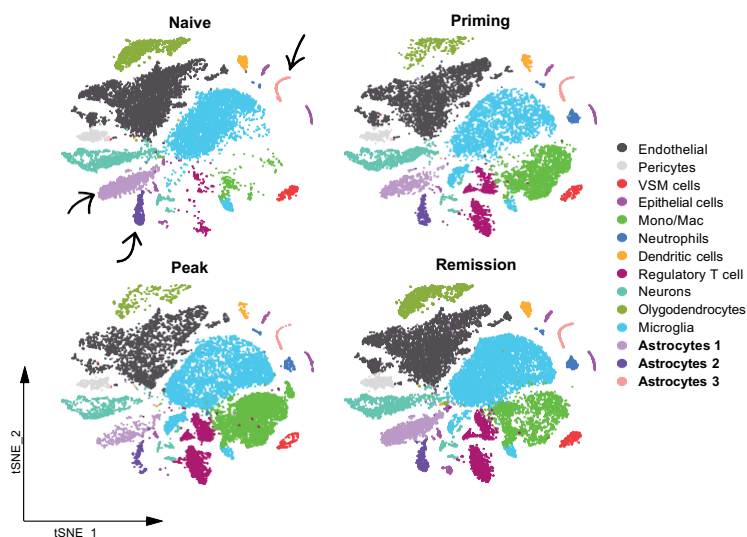 Naive
Priming
Endothelial
Pericytes
VSM cells
Epithelial cells
Mono/Mac
Neutrophils
Dendritic cells
Regulatory T cell
Neurons
Olygodendrocytes
Microglia
Astrocytes 1
Astrocytes 2
Astrocytes 3
Peak
Remission
tSNE_2
tSNE_1